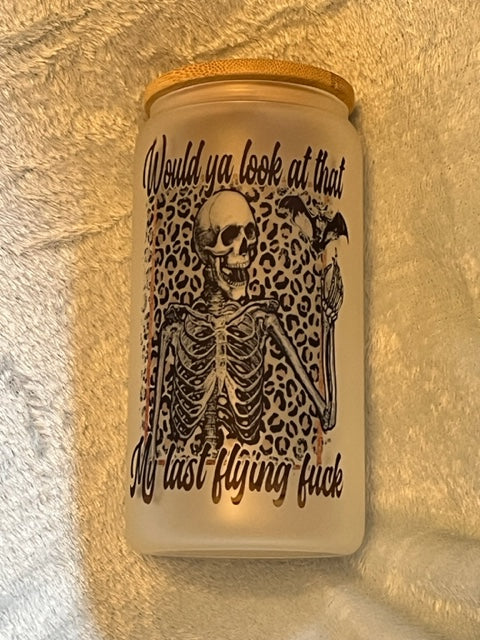 Would ya look at that
My last flying fuck